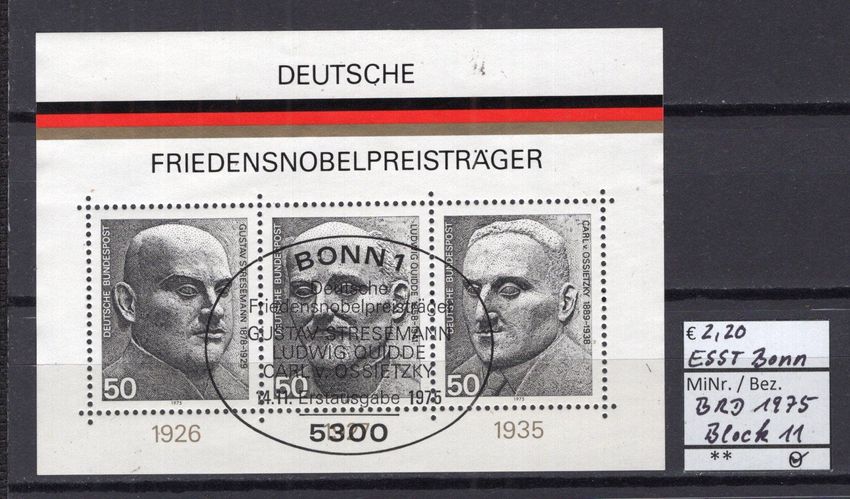 DEUTSCHE
FRIEDENSNOBELPREISTRÄGER
DEUTSCHE BUNDESPOST
GUSTAV STRESEMANN 1878-1929
50
1975
DEUTSCHE BUNDESPOST
LUDWIG QUIDDE 1858-1941
50
DEUTSCHE BUNDESPOST
CARL v. OSSIETZKY 1889-1938
50
1975
BONN 1
Deutsche
Friedensnobelpreisträger
GUSTAV STRESEMANN
LUDWIG QUIDDE
CARL V. OSSIETZKY
14.11. Erstausgabe 1975
5300
1926
1927
1935
€ 2,20
ESST Bonn
MiNr. / Bez.
BRD 1975
Block 11
**